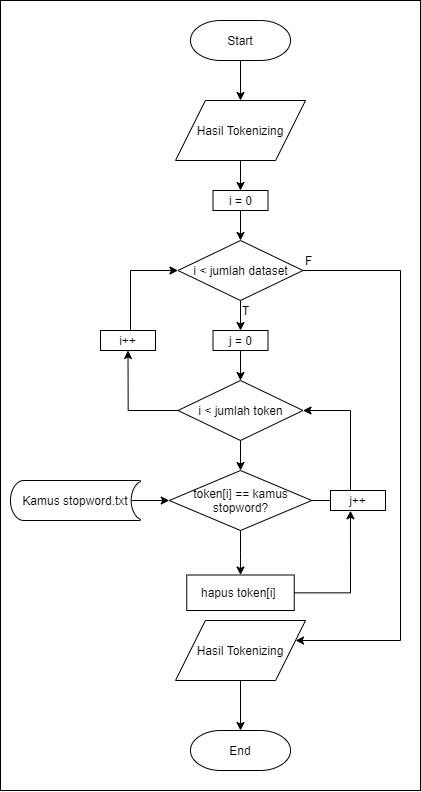 Start
Hasil Tokenizing
i = 0
i < jumlah dataset
F
T
i++
j = 0
i < jumlah token
Kamus stopword.txt
token[i] == kamus
stopword?
j++
hapus token[i]
Hasil Tokenizing
End